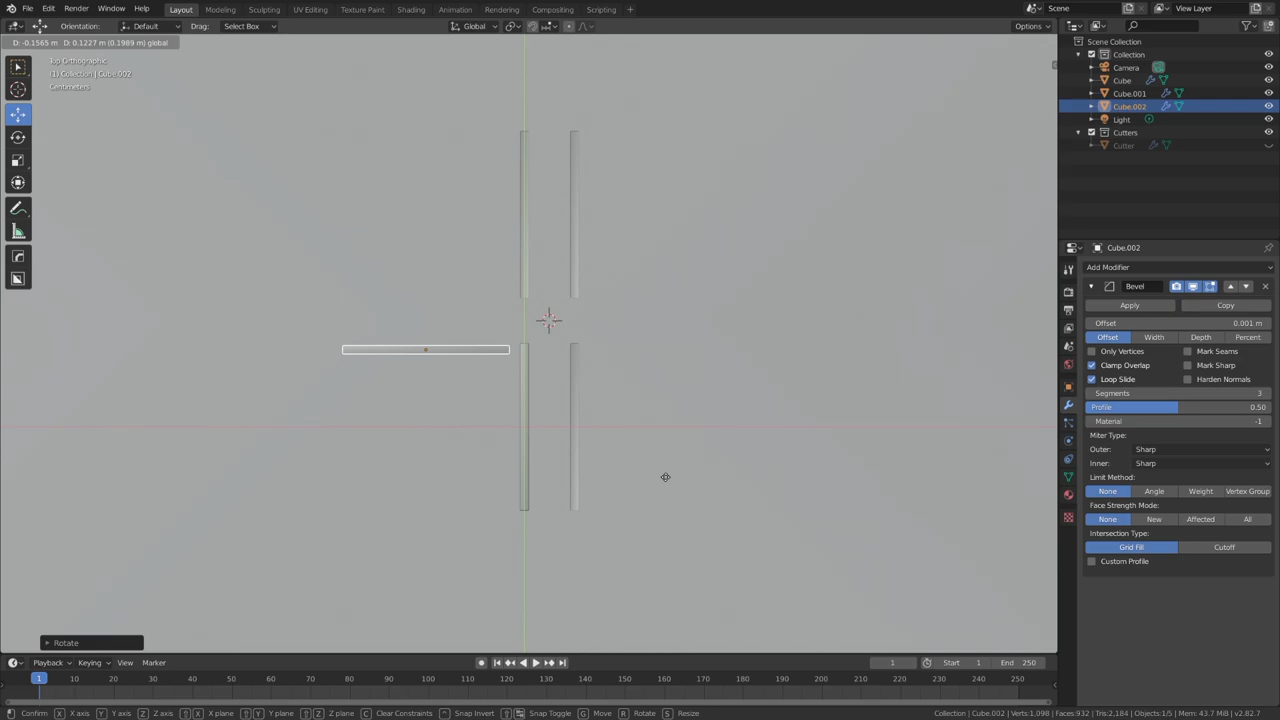 File Edit Render Window Help Layout Modeling Sculpting UV Editing Texture Paint Shading Animation Rendering Compositing Scripting + Scene View Layer
Orientation: Default Drag: Select Box Global Options
D: -0.1565 m D: 0.1227 m (0.1989 m) global
Top Orthographic
(1) Collection | Cube.002
Centimeters
Rotate
Scene Collection
Collection
Camera
Cube
Cube.001
Cube.002
Light
Cutters
Cutter
Cube.002
Add Modifier
Bevel
Apply Copy
Offset 0.001 m
Offset Width Depth Percent
Only Vertices Mark Seams
Clamp Overlap Mark Sharp
Loop Slide Harden Normals
Segments 3
Profile 0.50
Material -1
Miter Type:
Outer: Sharp
Inner: Sharp
Limit Method:
None Angle Weight Vertex Group
Face Strength Mode:
None New Affected All
Intersection Type:
Grid Fill Cutoff
Custom Profile
Playback Keying View Marker 1 Start 1 End 250
1 10 20 30 40 50 60 70 80 90 100 110 120 130 140 150 160 170 180 190 200 210 220 230 240 250
Confirm X X axis Y Y axis Z Z axis X X plane Y Y plane Z Z plane C Clear Constraints Snap Invert Snap Toggle G Move R Rotate S Resize Collection | Cube.002 | Verts:1,098 | Faces:932 | Tris:2,184 | Objects:1/5 | Mem: 43.7 MiB | v2.82.7